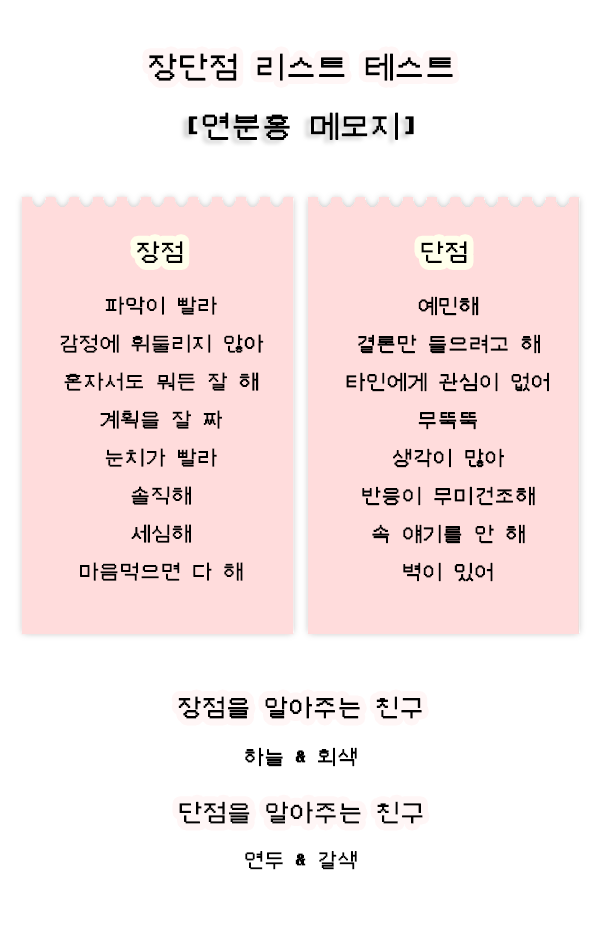 장단점 리스트 테스트
[연분홍 메모지]
장점
파악이 빨라
감정에 휘둘리지 않아
혼자서도 뭐든 잘 해
계획을 잘 짜
눈치가 빨라
솔직해
세심해
마음먹으면 다 해
단점
예민해
결론만 들으려고 해
타인에게 관심이 없어
무뚝뚝
생각이 많아
반응이 무미건조해
속 얘기를 안 해
벽이 있어
장점을 알아주는 친구
하늘 & 회색
단점을 알아주는 친구
연두 & 갈색